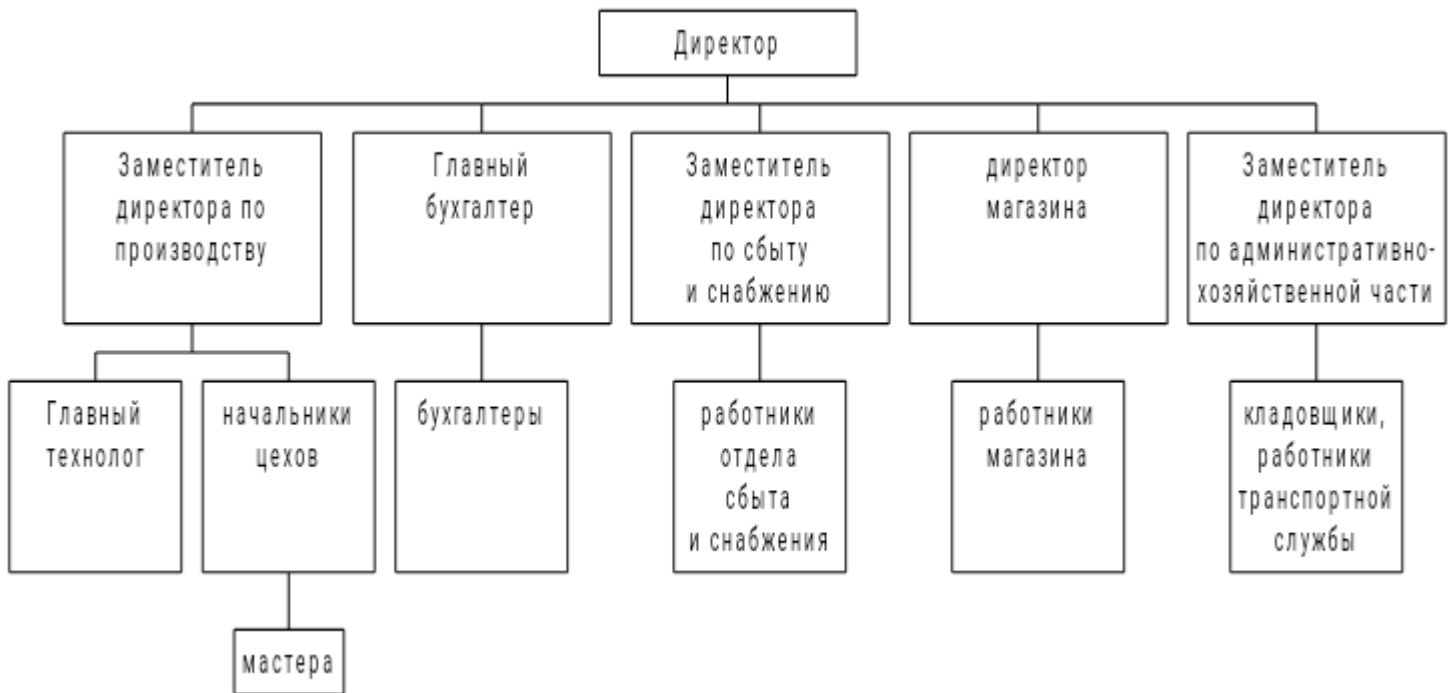 Директор
Заместитель
директора по
производству
Главный
бухгалтер
Заместитель
директора
по сбыту
и снабжению
директор
магазина
Заместитель
директора
по административно-
хозяйственной части
Главный
технолог
начальники
цехов
бухгалтеры
работники
отдела
сбыта
и снабжения
работники
магазина
кладовщики,
работники
транспортной
службы
мастера